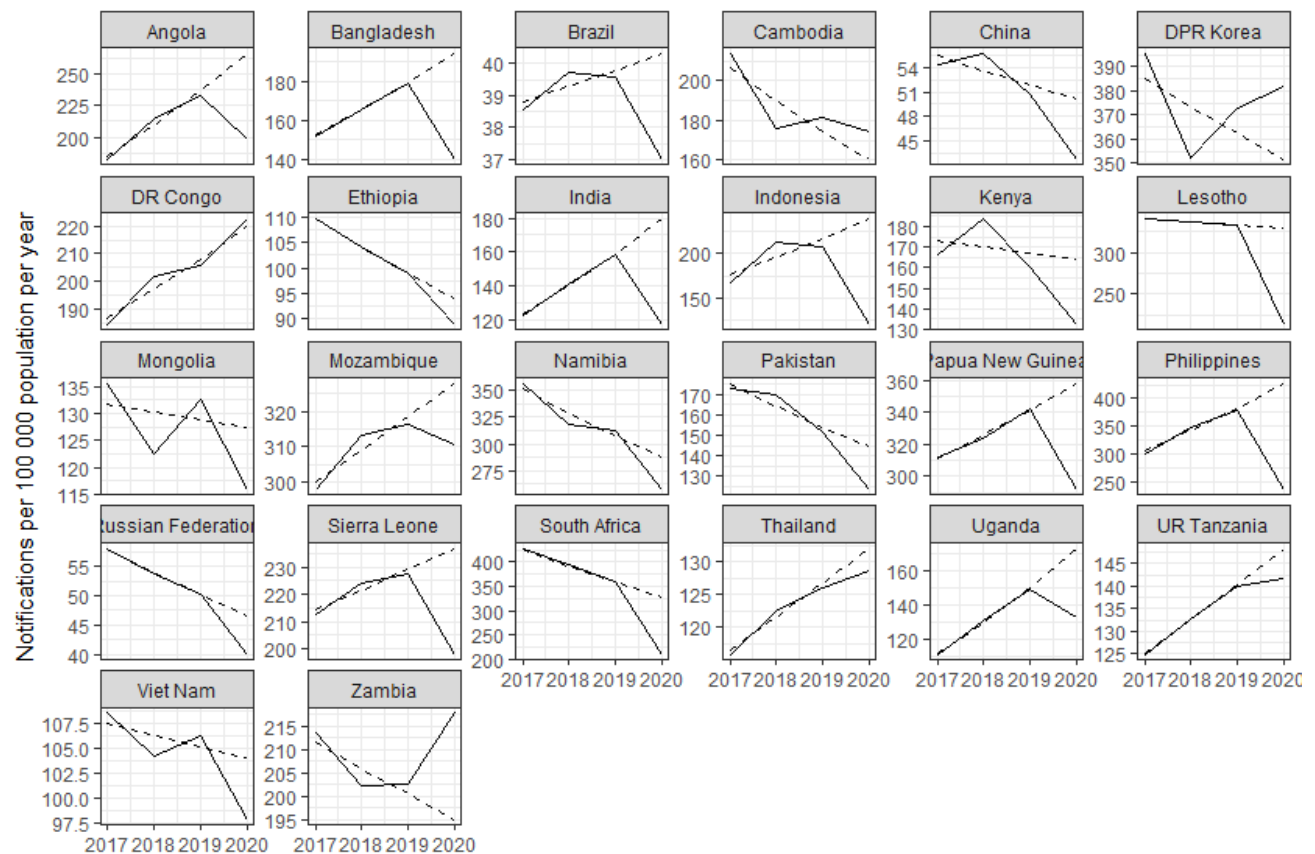 Notifications per 100 000 population per year
Angola Bangladesh Brazil Cambodia China DPR Korea
250 225 200
180 160 140
40 39 38 37
200 180 160
54 51 48 45
390 380 370 360 350
DR Congo Ethiopia India Indonesia Kenya Lesotho
220 210 200 190
110 105 100 95 90
180 160 140 120
200 150
180 170 160 150 140 130
300 250
Mongolia Mozambique Namibia Pakistan Papua New Guinea Philippines
135 130 125 120 115
320 310 300
350 325 300 275
170 160 150 140 130
360 340 320 300
400 350 300 250
Russian Federation Sierra Leone South Africa Thailand Uganda UR Tanzania
55 50 45 40
230 220 210 200
400 350 300 250 200
130 125 120
160 140 120
145 140 135 130 125
2017 2018 2019 2020 2017 2018 2019 2020 2017 2018 2019 2020 2017 2018 2019 2020
Viet Nam Zambia
107.5 105.0 102.5 100.0 97.5
215 210 205 200 195
2017 2018 2019 2020 2017 2018 2019 2020